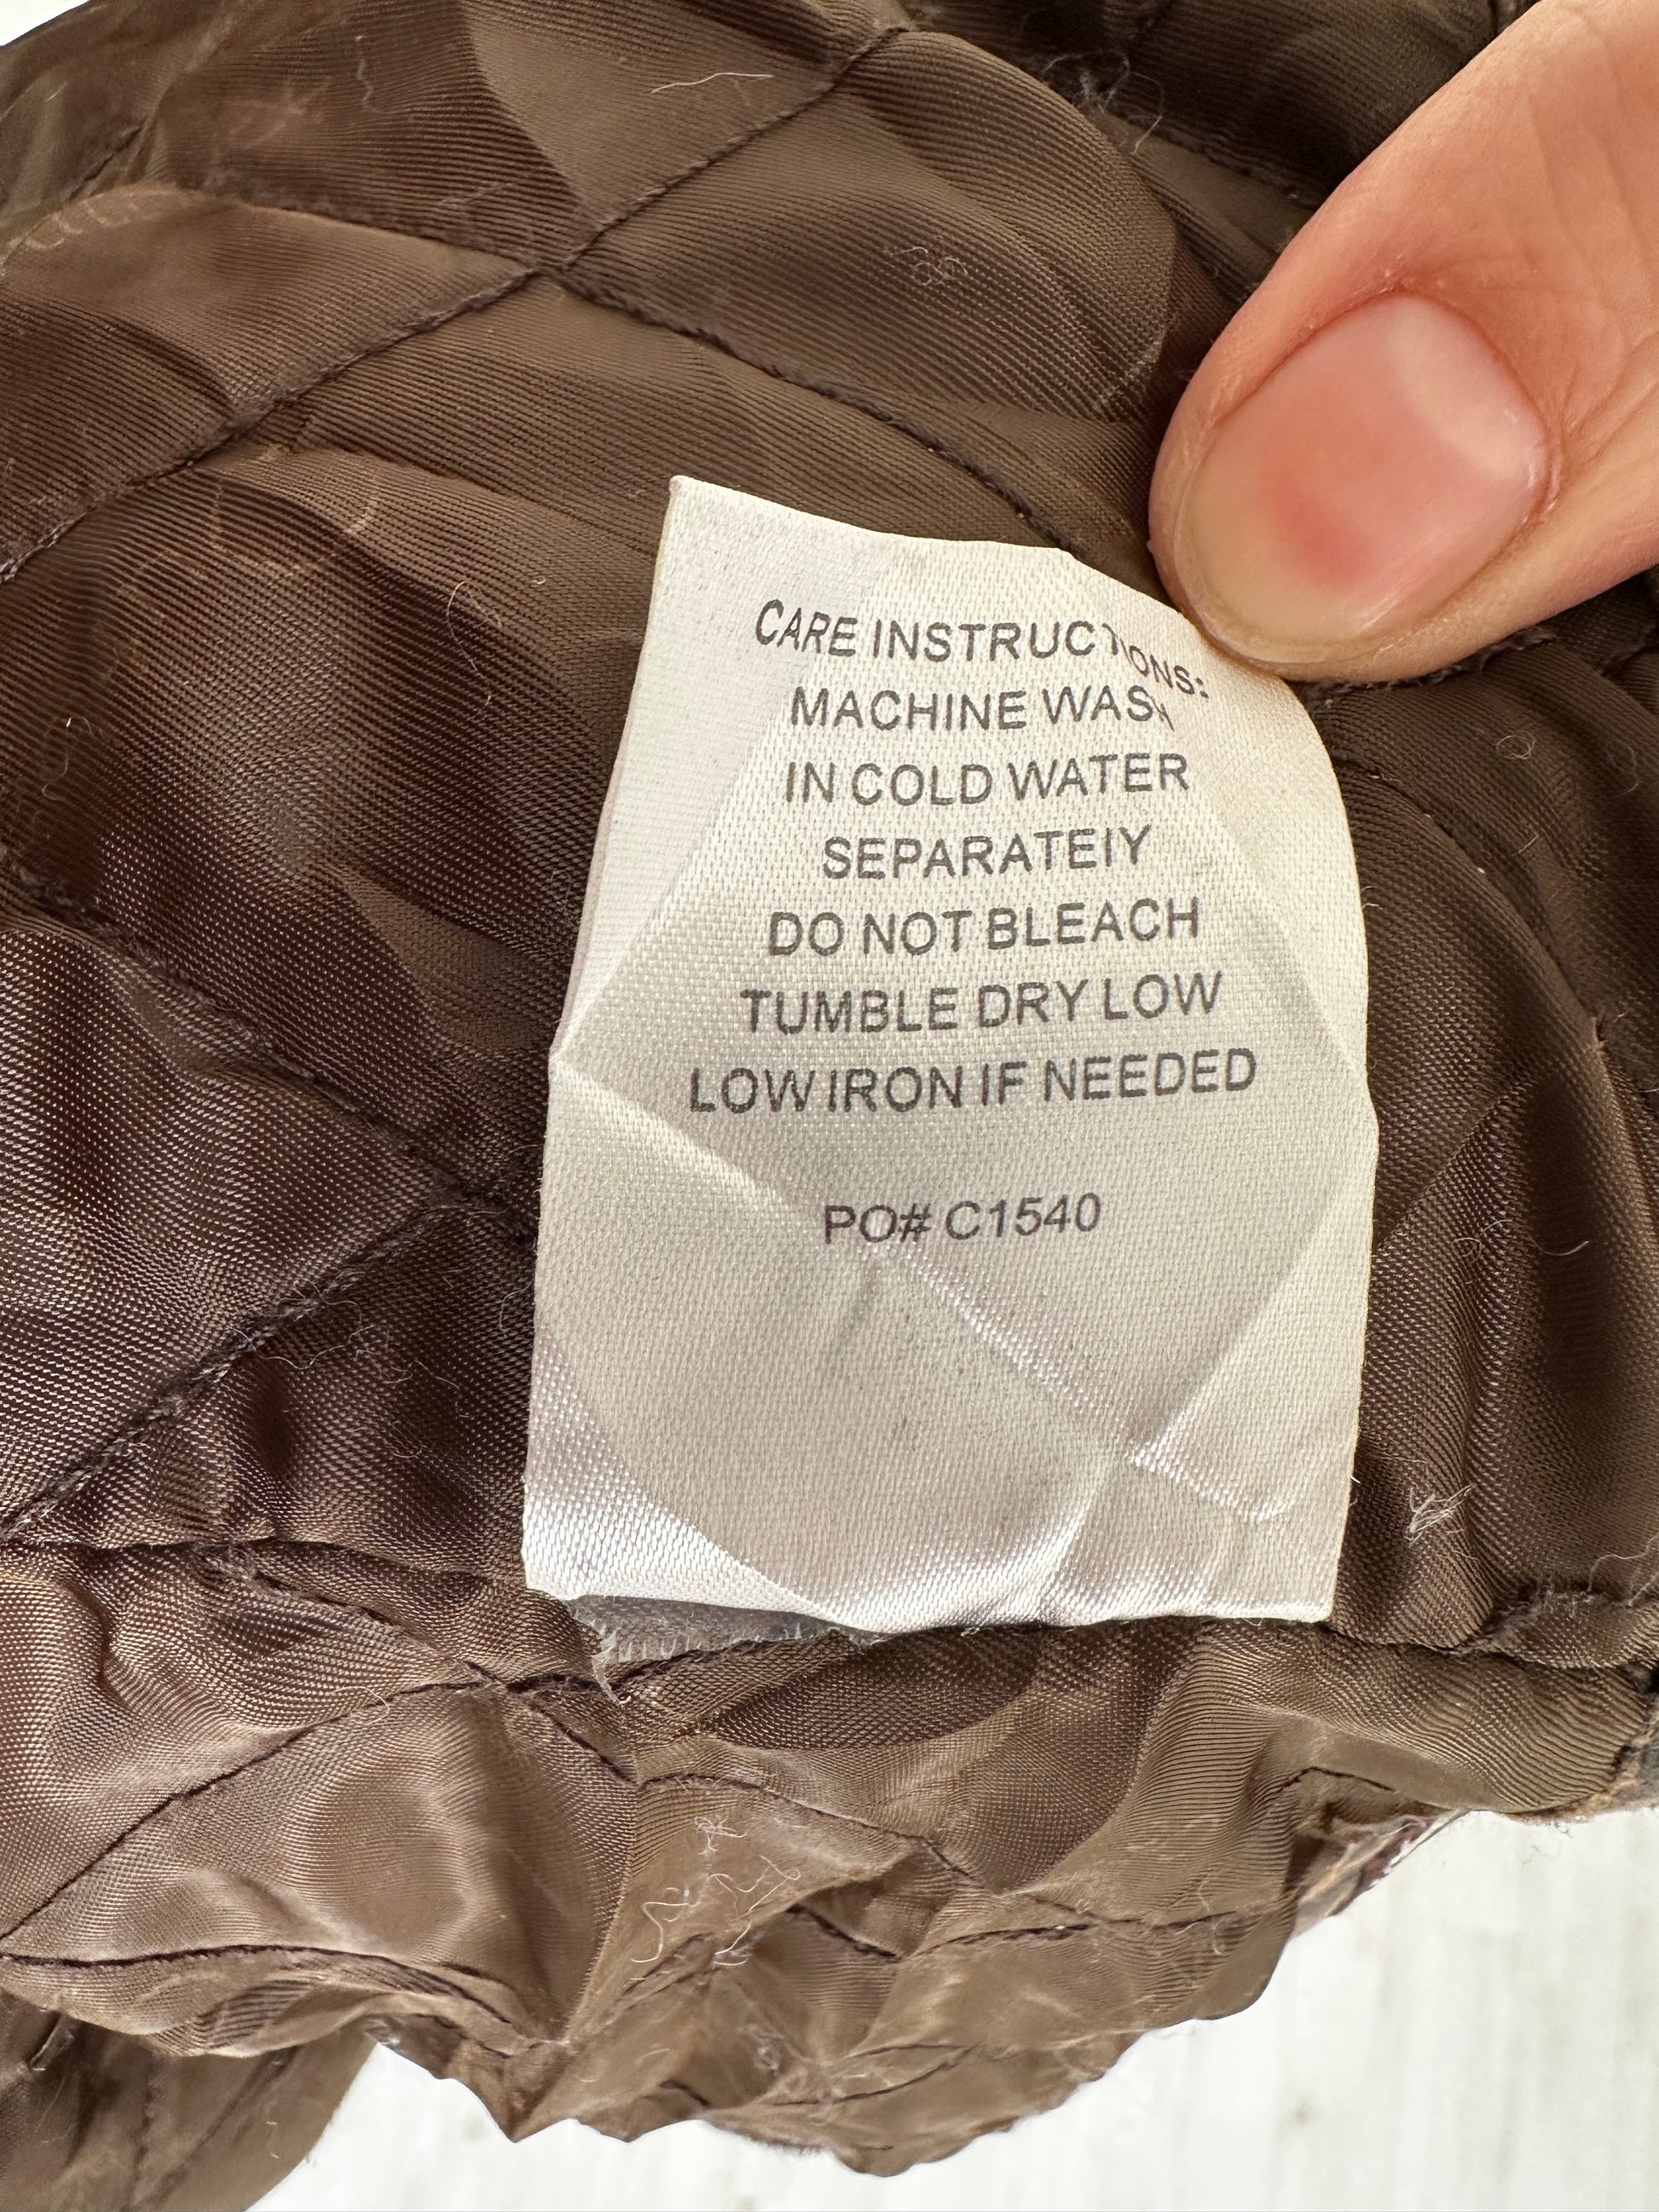 CARE INSTRUCTIONS:
MACHINE WASH
IN COLD WATER
SEPARATEIY
DO NOT BLEACH
TUMBLE DRY LOW
LOW IRON IF NEEDED
PO# C1540